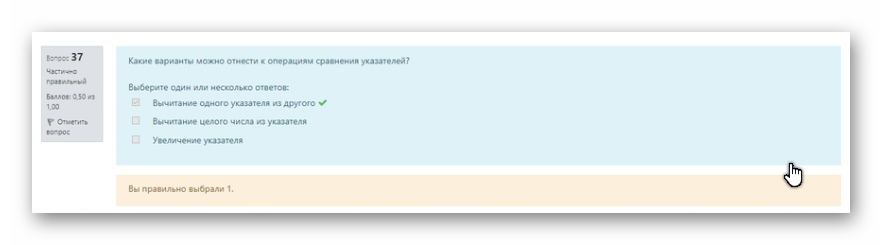 Вопрос 37
Частично
правильный
Баллов: 0,50 из
1,00
Отметить
вопрос
Какие варианты можно отнести к операциям сравнения указателей?
Выберите один или несколько ответов:
Вычитание одного указателя из другого
Вычитание целого числа из указателя
Увеличение указателя
Вы правильно выбрали 1.